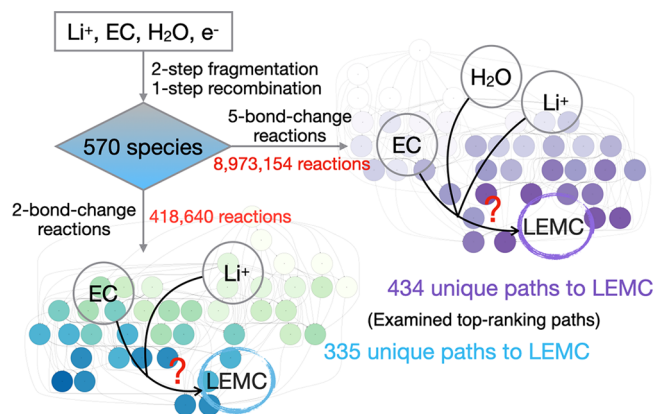 Li⁺, EC, H₂O, e⁻
2-step fragmentation
1-step recombination
570 species
5-bond-change
reactions
8,973,154 reactions
H₂O
Li⁺
EC
?
LEMC
434 unique paths to LEMC
(Examined top-ranking paths)
335 unique paths to LEMC
2-bond-change
reactions
418,640 reactions
EC
Li⁺
?
LEMC